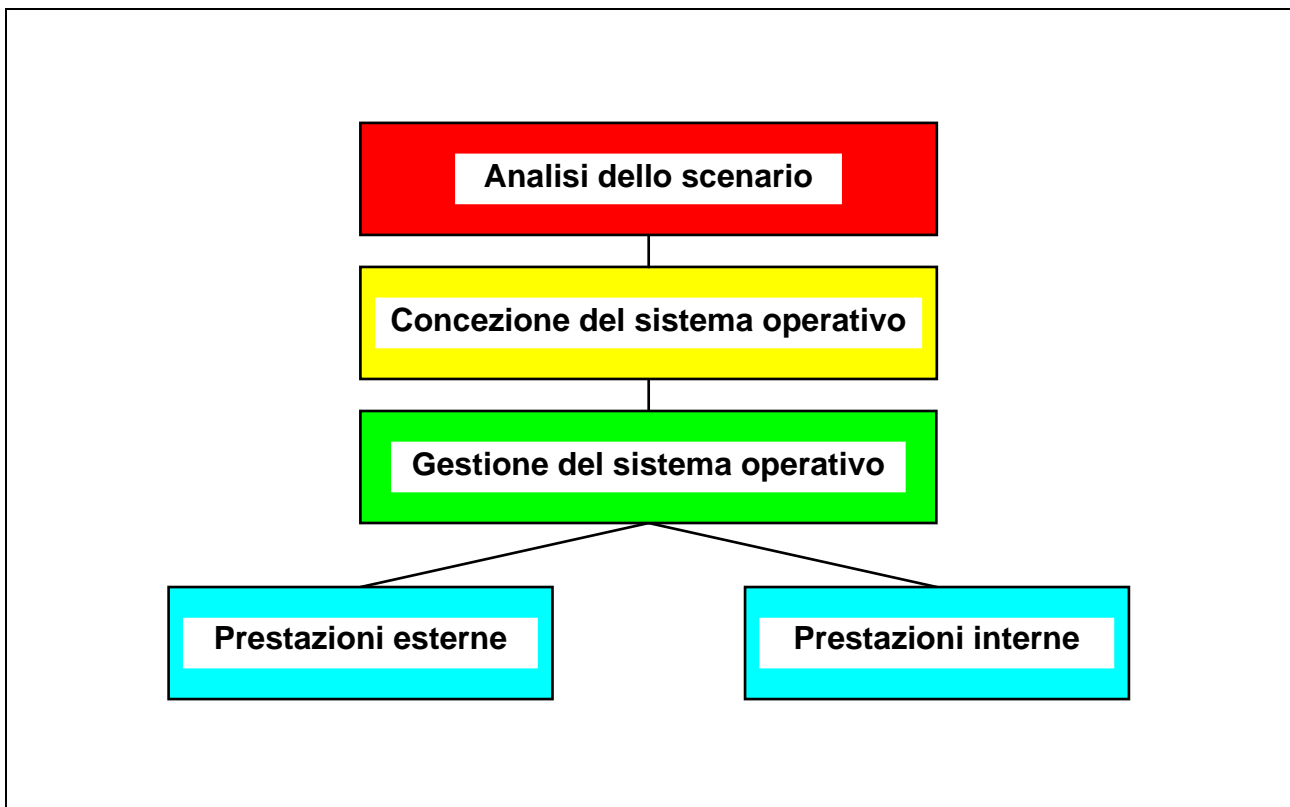 Analisi dello scenario
Concezione del sistema operativo
Gestione del sistema operativo
Prestazioni esterne
Prestazioni interne